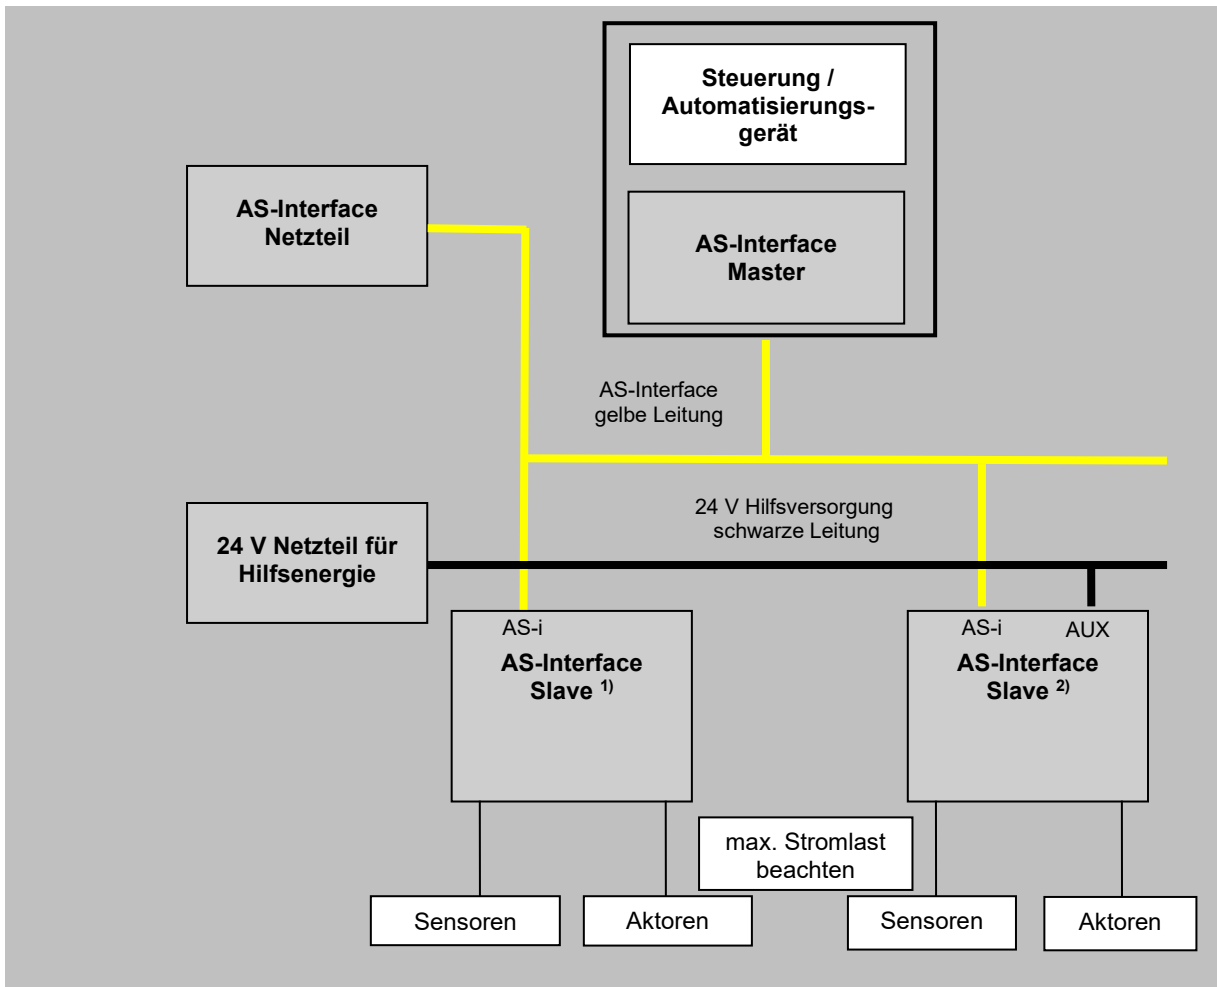 Steuerung /
Automatisierungs-
gerät
AS-Interface
Netzteil
AS-Interface
Master
AS-Interface
gelbe Leitung
24 V Hilfsversorgung
schwarze Leitung
24 V Netzteil für
Hilfsenergie
AS-i
AS-Interface
Slave 1)
AS-i AUX
AS-Interface
Slave 2)
max. Stromlast
beachten
Sensoren
Aktoren
Sensoren
Aktoren